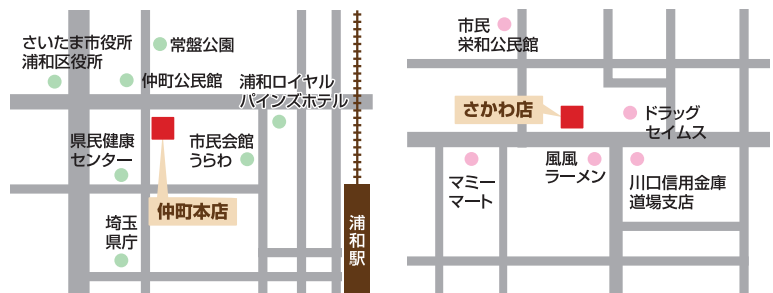 さいたま市役所
浦和区役所
常盤公園
仲町公民館
浦和ロイヤル
パインズホテル
県民健康
センター
市民会館
うらわ
仲町本店
埼玉
県庁
浦和駅
市民
栄和公民館
さかわ店
ドラッグ
セイムス
マミー
マート
風風
ラーメン
川口信用金庫
道場支店